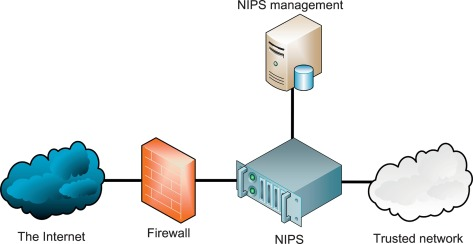 NIPS management
The Internet
Firewall
NIPS
Trusted network